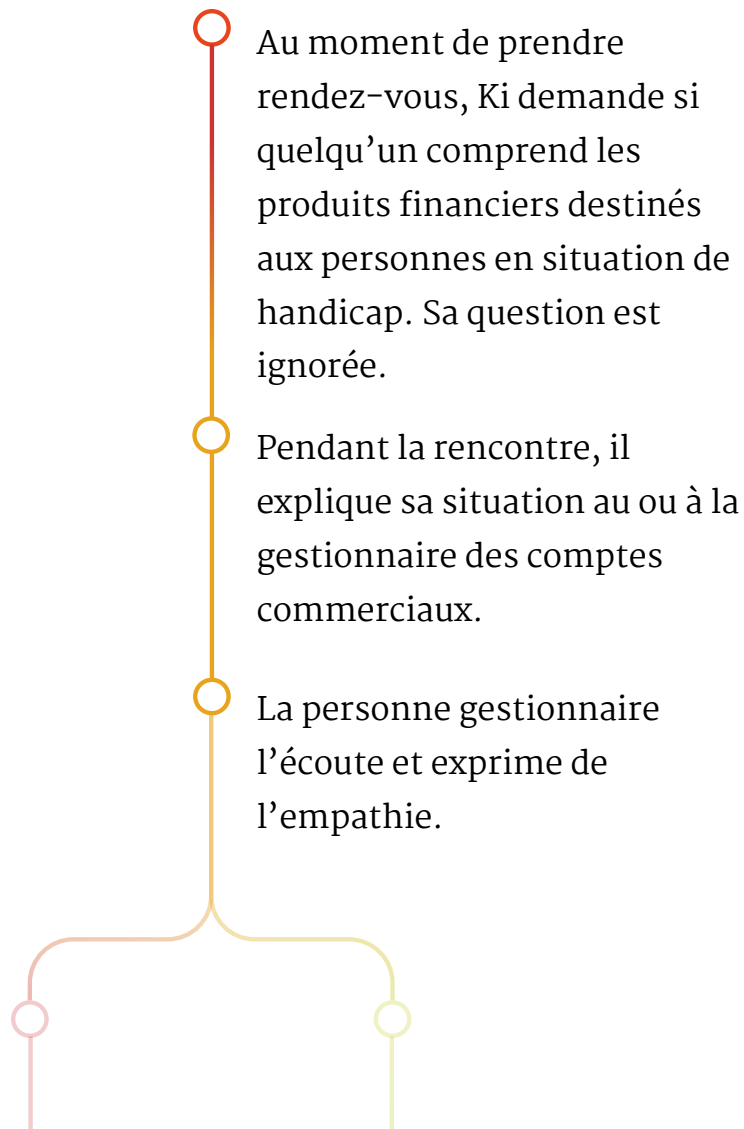 Au moment de prendre
rendez-vous, Ki demande si
quelqu’un comprend les
produits financiers destinés
aux personnes en situation de
handicap. Sa question est
ignorée.
Pendant la rencontre, il
explique sa situation au ou à la
gestionnaire des comptes
commerciaux.
La personne gestionnaire
l’écoute et exprime de
l’empathie.